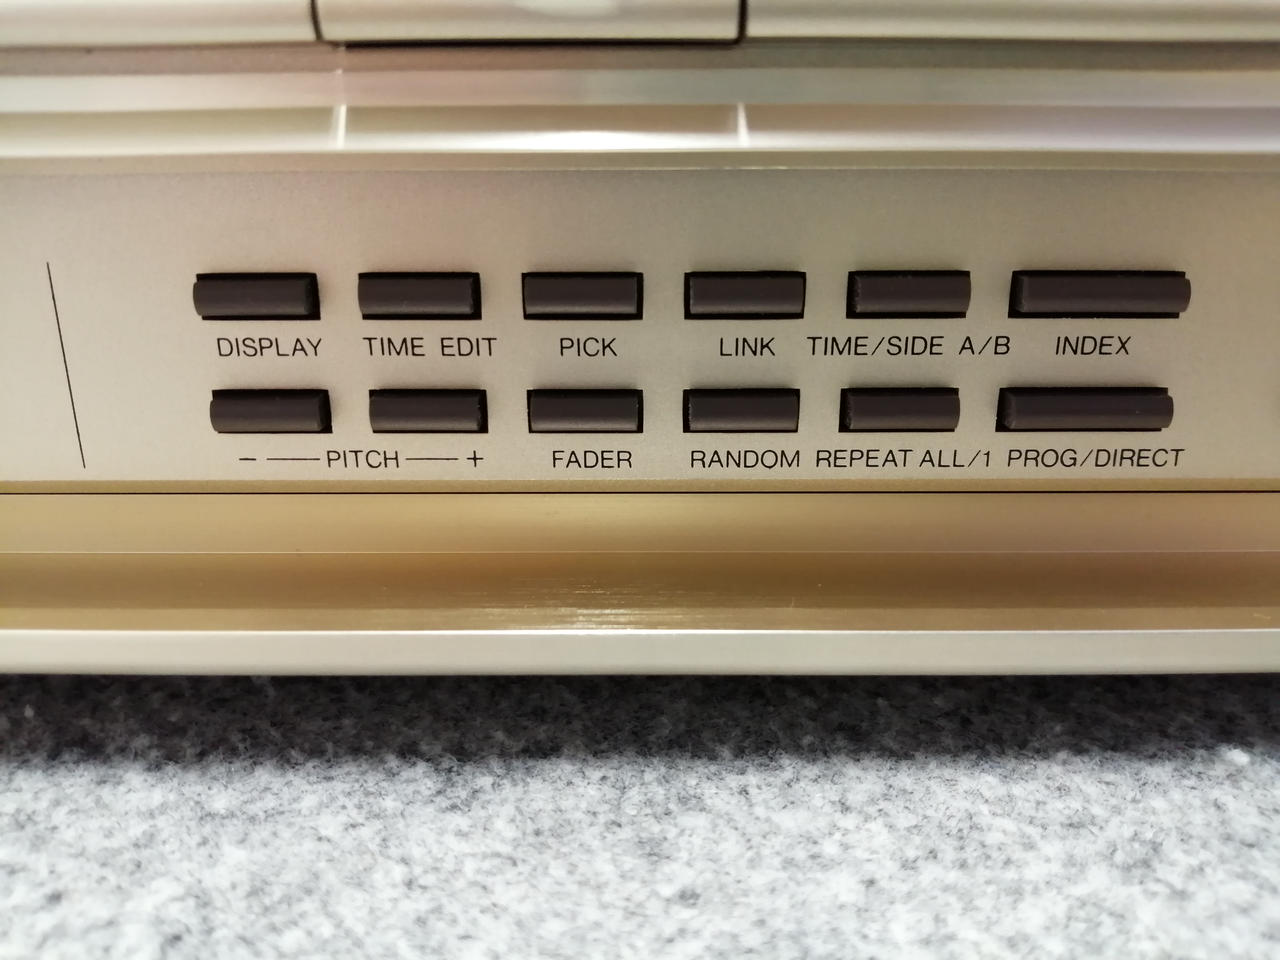 DISPLAY TIME EDIT PICK LINK TIME/SIDE A/B INDEX
- PITCH + FADER RANDOM REPEAT ALL/1 PROG/DIRECT